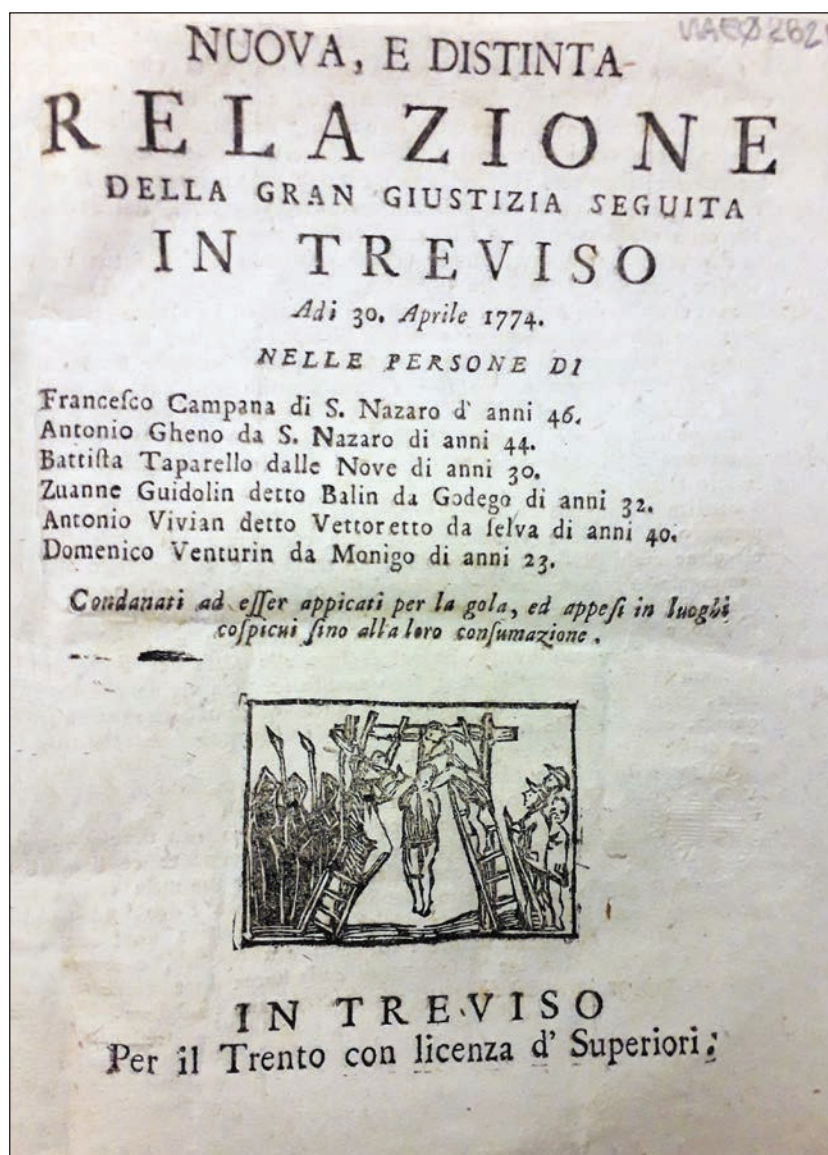 NUOVA, E DISTINTA
RELAZIONE
DELLA GRAN GIUSTIZIA SEGUITA
IN TREVISO
Adi 30. Aprile 1774.
NELLE PERSONE DI
Franceſco Campana di S. Nazaro d' anni 46.
Antonio Gheno da S. Nazaro di anni 44.
Battiſta Taparello dalle Nove di anni 30.
Zuanne Guidolin detto Balin da Godego di anni 32.
Antonio Vivian detto Vettoretto da ſelva di anni 40.
Domenico Venturin da Monigo di anni 23.
Condanati ad eſſer appicati per la gola, ed appeſi in luoghi
coſpicui ſino alla loro conſumazione.
IN TREVISO
Per il Trento con licenza d' Superiori.